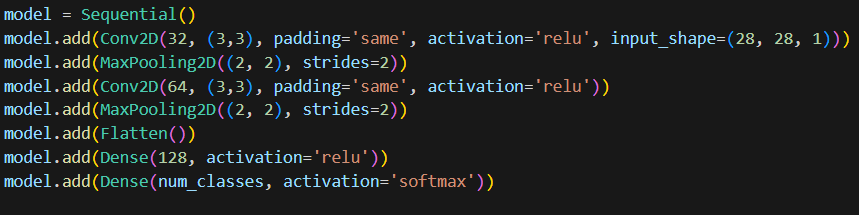 model = Sequential()
model.add(Conv2D(32, (3,3), padding='same', activation='relu', input_shape=(28, 28, 1)))
model.add(MaxPooling2D((2, 2), strides=2))
model.add(Conv2D(64, (3,3), padding='same', activation='relu'))
model.add(MaxPooling2D((2, 2), strides=2))
model.add(Flatten())
model.add(Dense(128, activation='relu'))
model.add(Dense(num_classes, activation='softmax'))